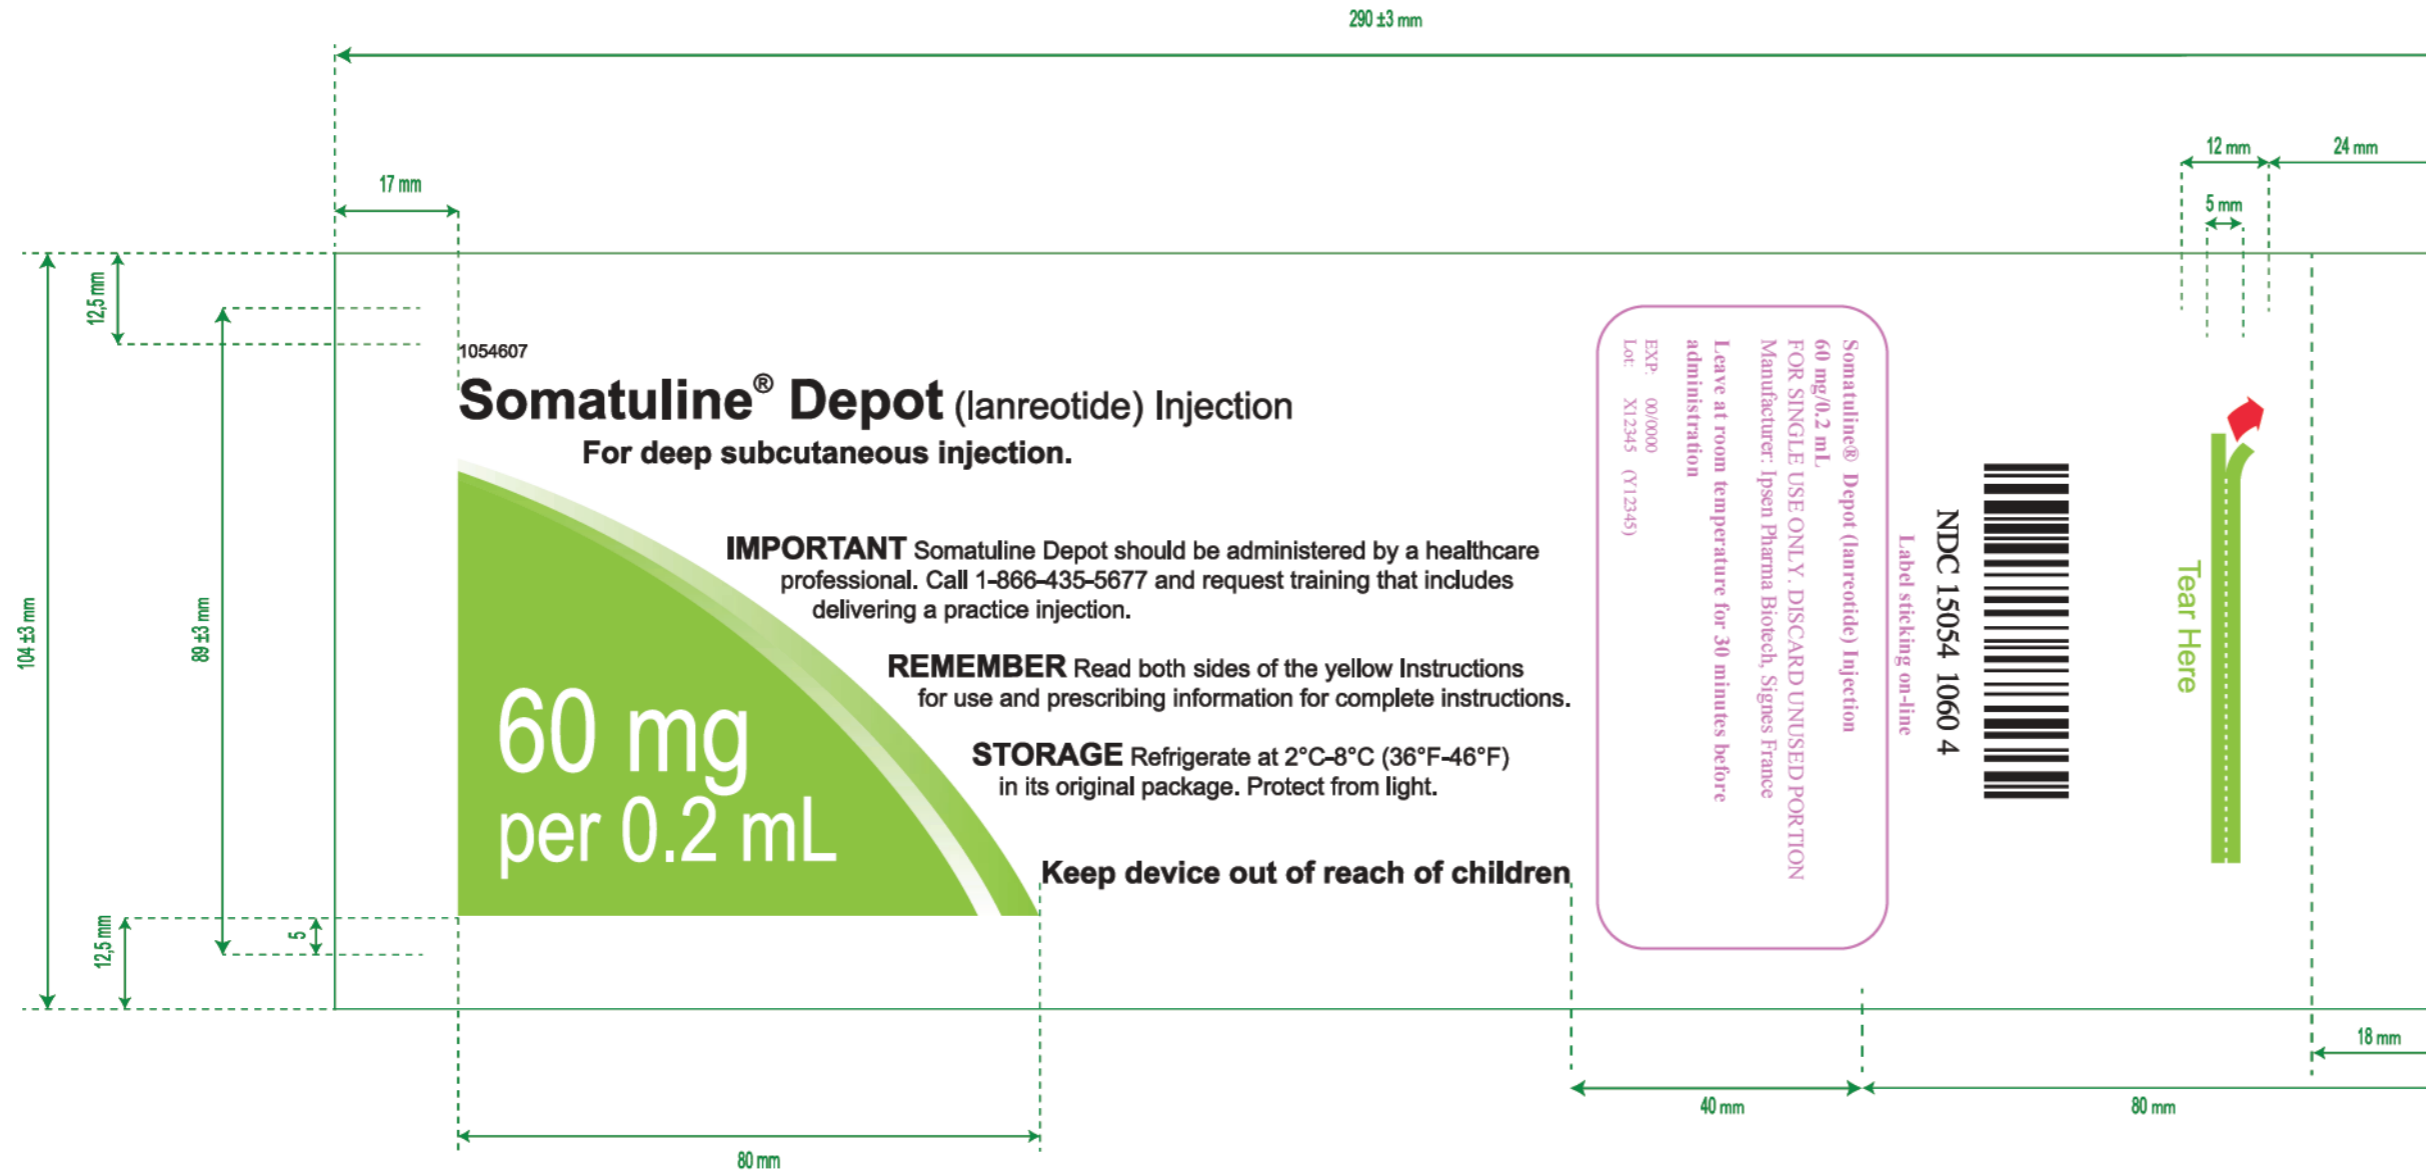 290 ±3 mm
12 mm
24 mm
17 mm
5 mm
12,5 mm
104 ±3 mm
89 ±3 mm
12,5 mm
5
1054607
Somatuline® Depot (lanreotide) Injection
For deep subcutaneous injection.
IMPORTANT Somatuline Depot should be administered by a healthcare
professional. Call 1-866-435-5677 and request training that includes
delivering a practice injection.
REMEMBER Read both sides of the yellow Instructions
for use and prescribing information for complete instructions.
STORAGE Refrigerate at 2°C-8°C (36°F-46°F)
in its original package. Protect from light.
Keep device out of reach of children
60 mg
per 0.2 mL
Somatuline® Depot (lanreotide) Injection
60 mg/0.2 mL
FOR SINGLE USE ONLY. DISCARD UNUSED PORTION
Manufacturer: Ipsen Pharma Biotech, Signes France
Leave at room temperature for 30 minutes before
administration
EXP: 00/0000
Lot: X12345 (Y12345)
Label sticking on-line
NDC 15054 1060 4
Tear Here
18 mm
40 mm
80 mm
80 mm